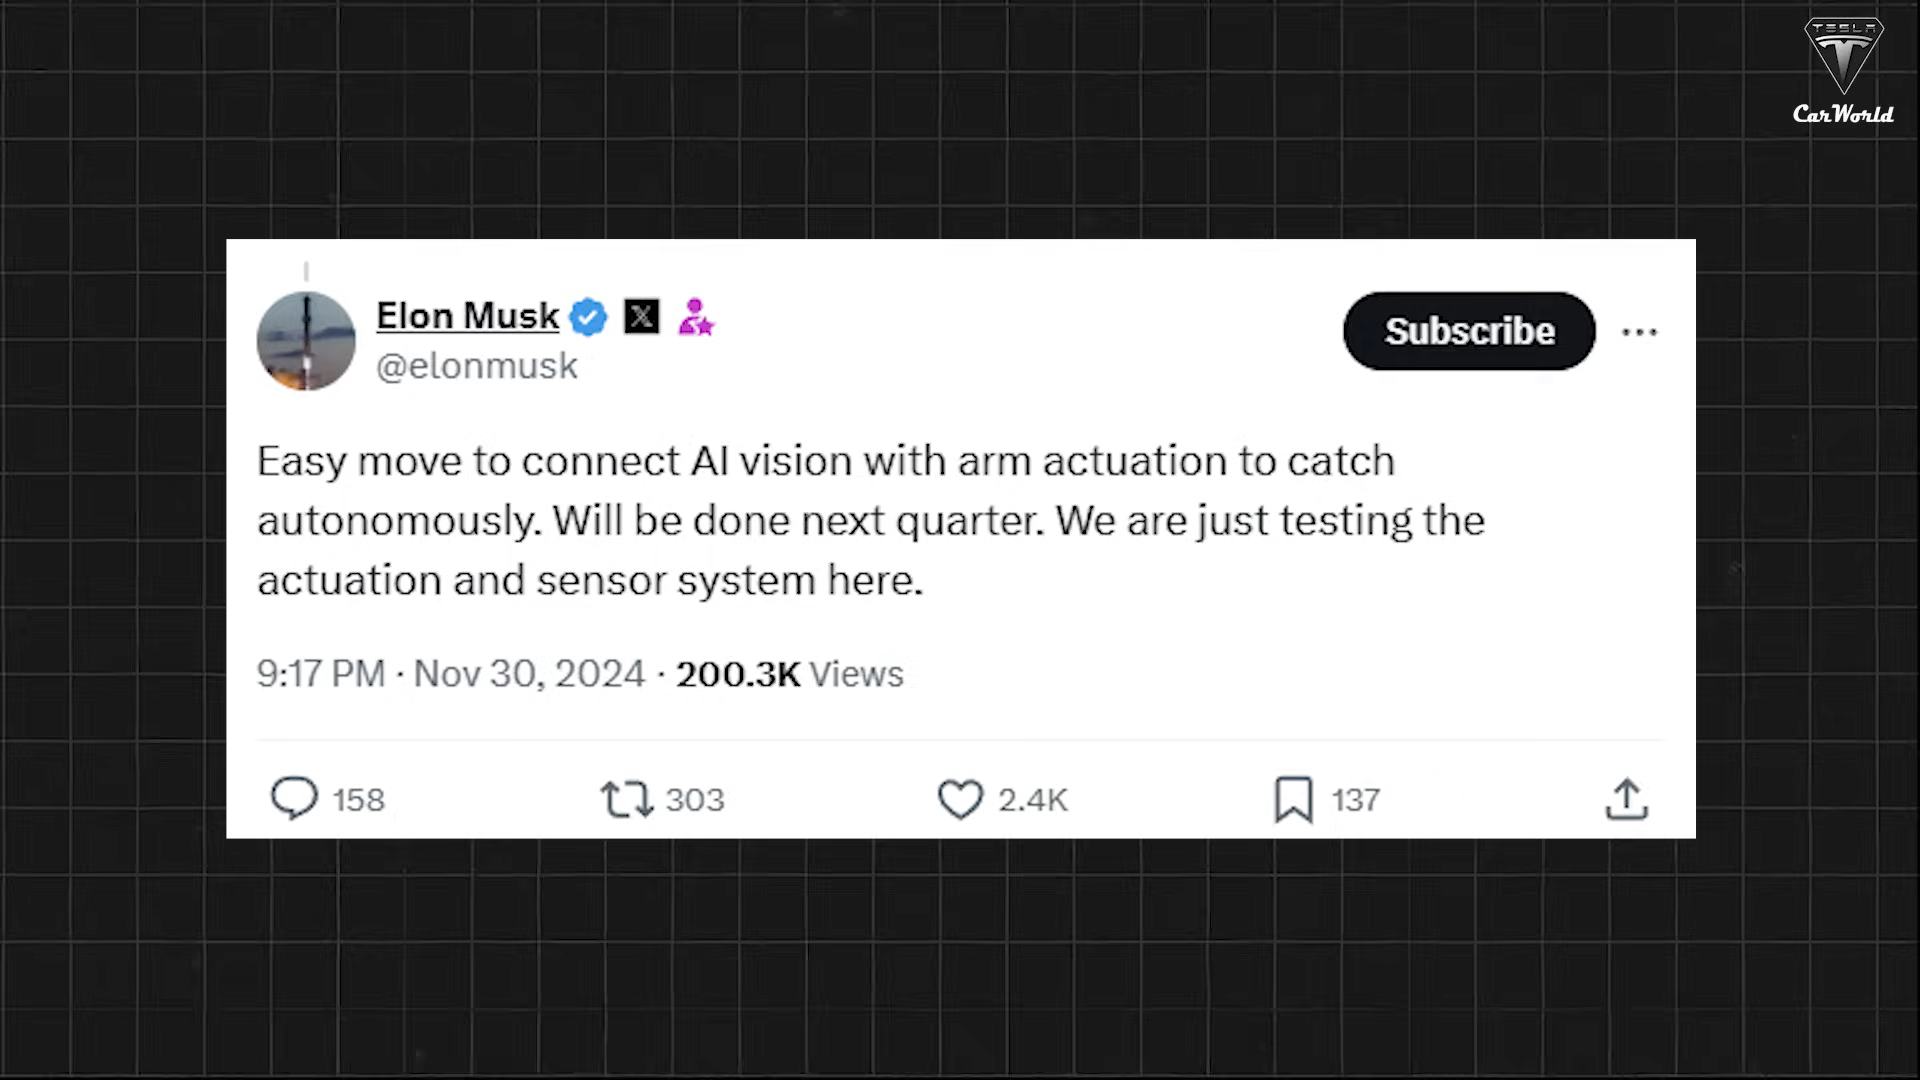 TESLA
CarWorld
Elon Musk
Subscribe
@elonmusk
Easy move to connect AI vision with arm actuation to catch
autonomously. Will be done next quarter. We are just testing the
actuation and sensor system here.
9:17 PM · Nov 30, 2024 · 200.3K Views
158 303 2.4K 137